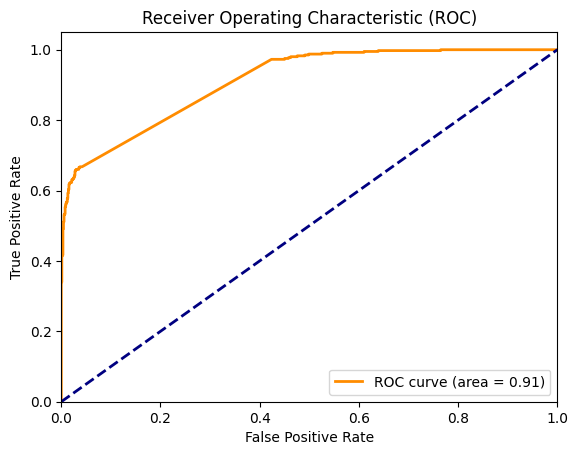 Receiver Operating Characteristic (ROC)
1.0
0.8
0.6
0.4
0.2
0.0
True Positive Rate
ROC curve (area = 0.91)
0.0 0.2 0.4 0.6 0.8 1.0
False Positive Rate